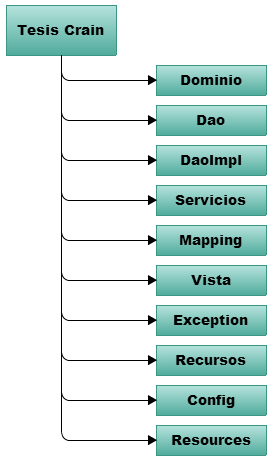 Tesis Crain
Dominio
Dao
DaoImpl
Servicios
Mapping
Vista
Exception
Recursos
Config
Resources